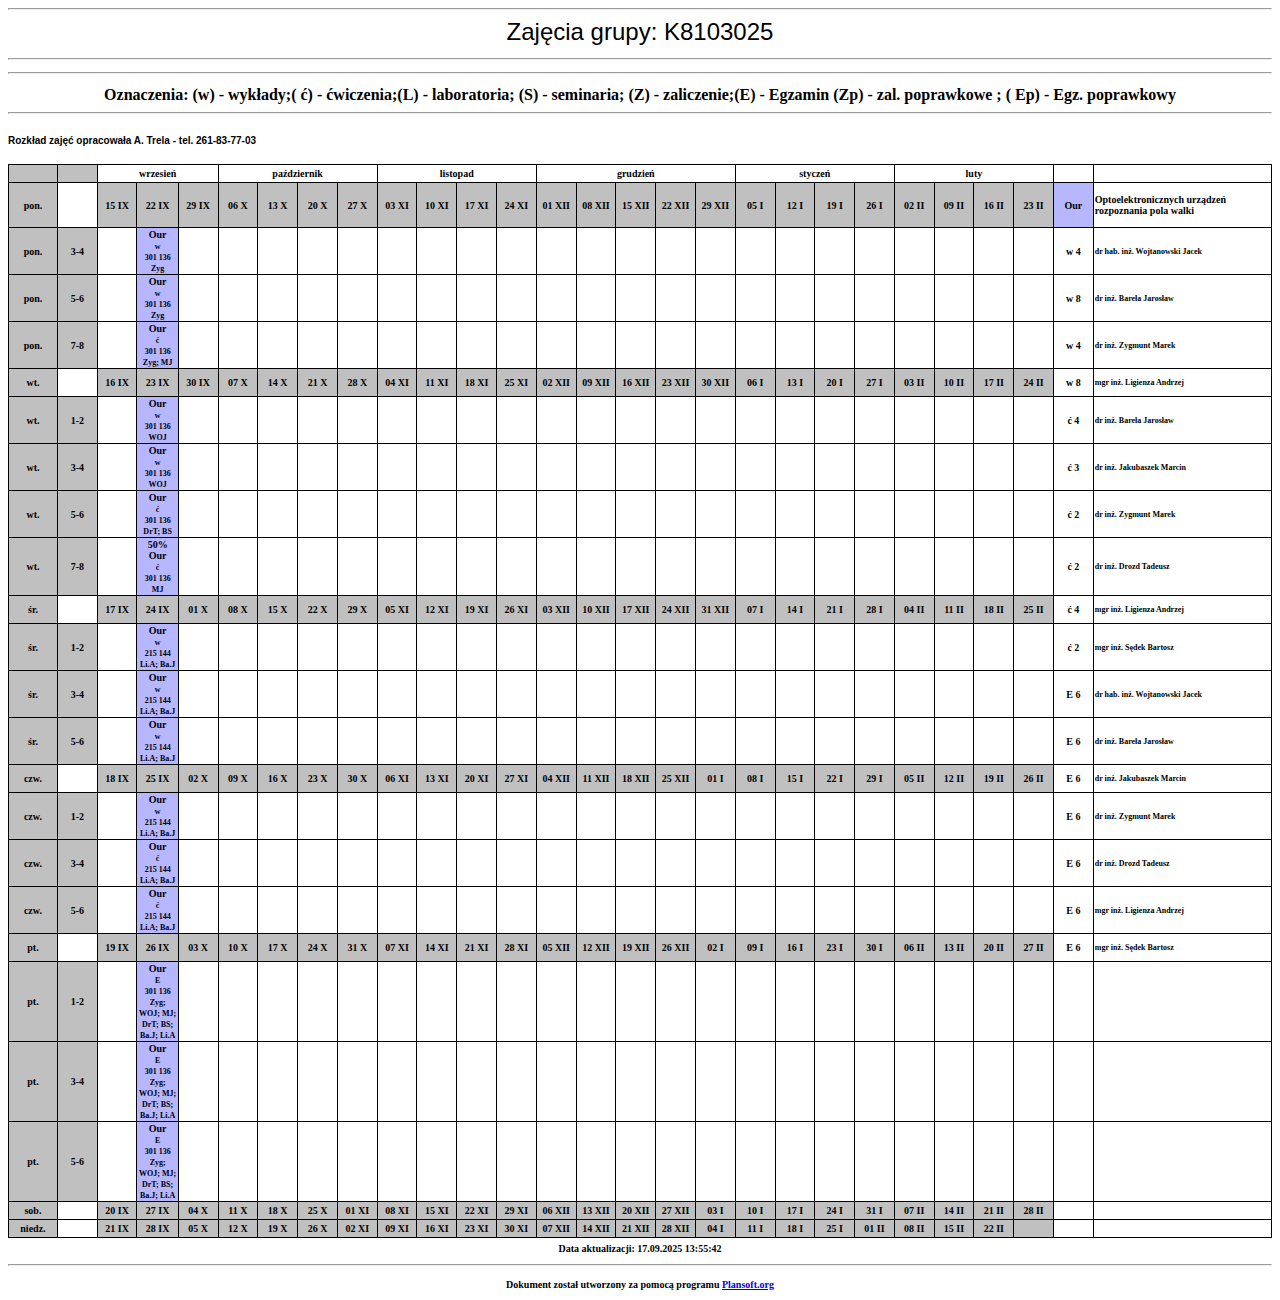 Zajęcia grupy: K8103025
Oznaczenia: (w) - wykłady;( ć) - ćwiczenia;(L) - laboratoria; (S) - seminaria; (Z) - zaliczenie;(E) - Egzamin (Zp) - zal. poprawkowe ; ( Ep) - Egz. poprawkowy
Rozkład zajęć opracowała A. Trela - tel. 261-83-77-03
wrzesień październik listopad grudzień styczeń luty
pon. 15 IX 22 IX 29 IX 06 X 13 X 20 X 27 X 03 XI 10 XI 17 XI 24 XI 01 XII 08 XII 15 XII 22 XII 29 XII 05 I 12 I 19 I 26 I 02 II 09 II 16 II 23 II Our Optoelektronicznych urządzeń
rozpoznania pola walki
pon. 3-4 Our
w
301 136
Zyg
w 4 dr hab. inż. Wojtanowski Jacek
pon. 5-6 Our
w
301 136
Zyg
w 8 dr inż. Bareła Jarosław
pon. 7-8 Our
ć
301 136
Zyg; MJ
w 4 dr inż. Zygmunt Marek
wt. 16 IX 23 IX 30 IX 07 X 14 X 21 X 28 X 04 XI 11 XI 18 XI 25 XI 02 XII 09 XII 16 XII 23 XII 30 XII 06 I 13 I 20 I 27 I 03 II 10 II 17 II 24 II w 8 mgr inż. Ligienza Andrzej
wt. 1-2 Our
w
301 136
WOJ
ć 4 dr inż. Bareła Jarosław
wt. 3-4 Our
w
301 136
WOJ
ć 3 dr inż. Jakubaszek Marcin
wt. 5-6 Our
ć
301 136
DrT; BS
ć 2 dr inż. Zygmunt Marek
wt. 7-8 50%
Our
ć
301 136
MJ
ć 2 dr inż. Drozd Tadeusz
śr. 17 IX 24 IX 01 X 08 X 15 X 22 X 29 X 05 XI 12 XI 19 XI 26 XI 03 XII 10 XII 17 XII 24 XII 31 XII 07 I 14 I 21 I 28 I 04 II 11 II 18 II 25 II ć 4 mgr inż. Ligienza Andrzej
śr. 1-2 Our
w
215 144
Li.A; Ba.J
ć 2 mgr inż. Sędek Bartosz
śr. 3-4 Our
w
215 144
Li.A; Ba.J
E 6 dr hab. inż. Wojtanowski Jacek
śr. 5-6 Our
w
215 144
Li.A; Ba.J
E 6 dr inż. Bareła Jarosław
czw. 18 IX 25 IX 02 X 09 X 16 X 23 X 30 X 06 XI 13 XI 20 XI 27 XI 04 XII 11 XII 18 XII 25 XII 01 I 08 I 15 I 22 I 29 I 05 II 12 II 19 II 26 II E 6 dr inż. Jakubaszek Marcin
czw. 1-2 Our
w
215 144
Li.A; Ba.J
E 6 dr inż. Zygmunt Marek
czw. 3-4 Our
ć
215 144
Li.A; Ba.J
E 6 dr inż. Drozd Tadeusz
czw. 5-6 Our
ć
215 144
Li.A; Ba.J
E 6 mgr inż. Ligienza Andrzej
pt. 19 IX 26 IX 03 X 10 X 17 X 24 X 31 X 07 XI 14 XI 21 XI 28 XI 05 XII 12 XII 19 XII 26 XII 02 I 09 I 16 I 23 I 30 I 06 II 13 II 20 II 27 II E 6 mgr inż. Sędek Bartosz
pt. 1-2 Our
E
301 136
Zyg;
WOJ; MJ;
DrT; BS;
Ba.J; Li.A
pt. 3-4 Our
E
301 136
Zyg;
WOJ; MJ;
DrT; BS;
Ba.J; Li.A
pt. 5-6 Our
E
301 136
Zyg;
WOJ; MJ;
DrT; BS;
Ba.J; Li.A
sob. 20 IX 27 IX 04 X 11 X 18 X 25 X 01 XI 08 XI 15 XI 22 XI 29 XI 06 XII 13 XII 20 XII 27 XII 03 I 10 I 17 I 24 I 31 I 07 II 14 II 21 II 28 II
niedz. 21 IX 28 IX 05 X 12 X 19 X 26 X 02 XI 09 XI 16 XI 23 XI 30 XI 07 XII 14 XII 21 XII 28 XII 04 I 11 I 18 I 25 I 01 II 08 II 15 II 22 II
Data aktualizacji: 17.09.2025 13:55:42
Dokument został utworzony za pomocą programu Plansoft.org